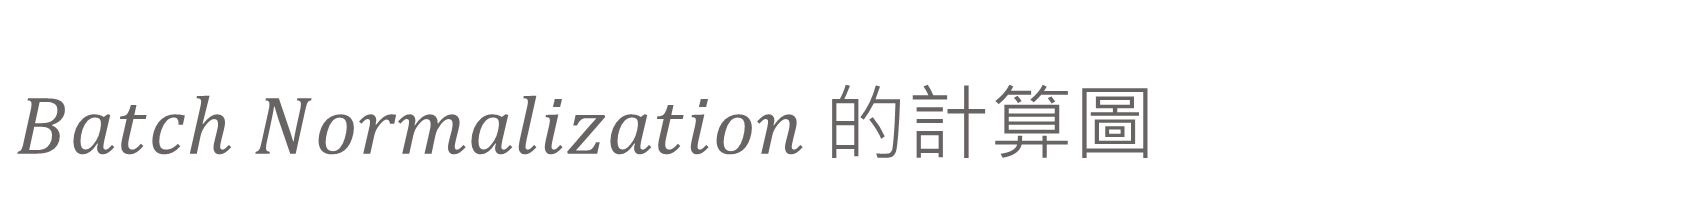 Batch Normalization 的計算圖